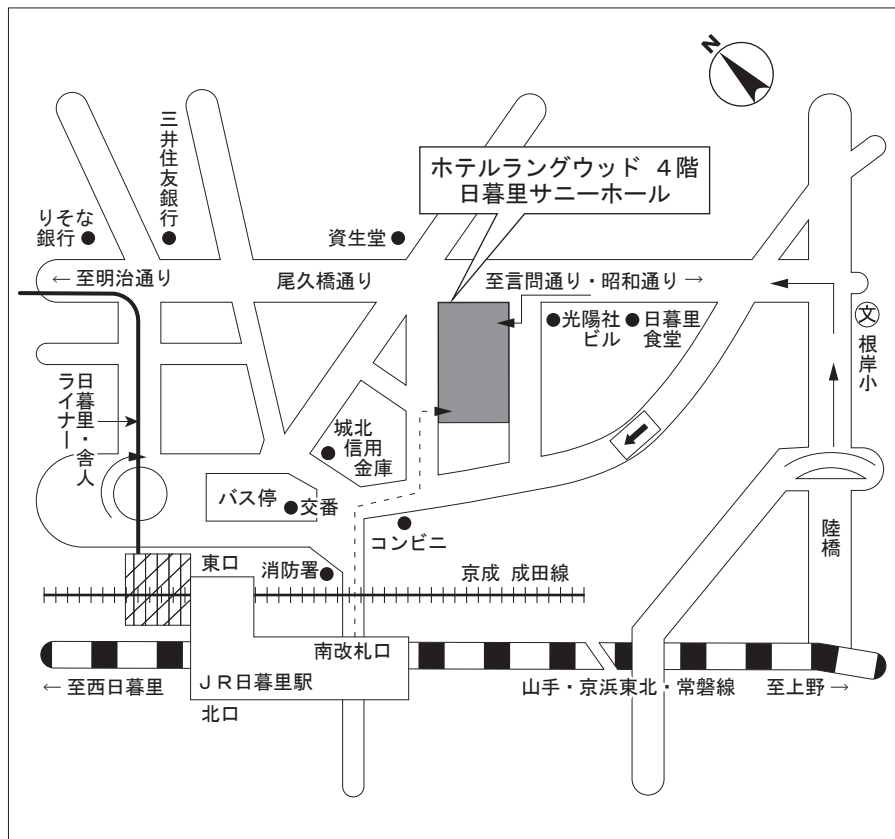 N
三井住友銀行
ホテルラングウッド 4階
日暮里サニーホール
りそな
銀行
資生堂
←至明治通り
尾久橋通り
至言問通り・昭和通り→
光陽社
ビル
日暮里
食堂
文
根岸小
日暮里・舎人
ライナー
城北
信用
金庫
バス停
交番
コンビニ
陸橋
東口
消防署
京成 成田線
南改札口
JR日暮里駅
←至西日暮里
山手・京浜東北・常磐線
至上野→
北口